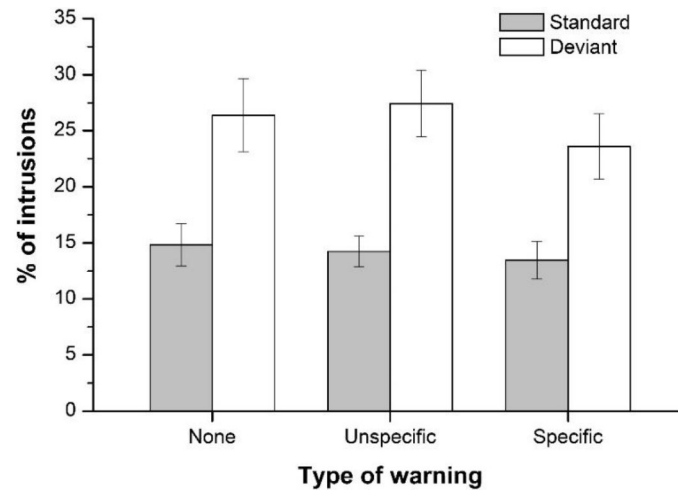 35
30
25
20
15
10
5
0
% of intrusions
Standard
Deviant
None Unspecific Specific
Type of warning